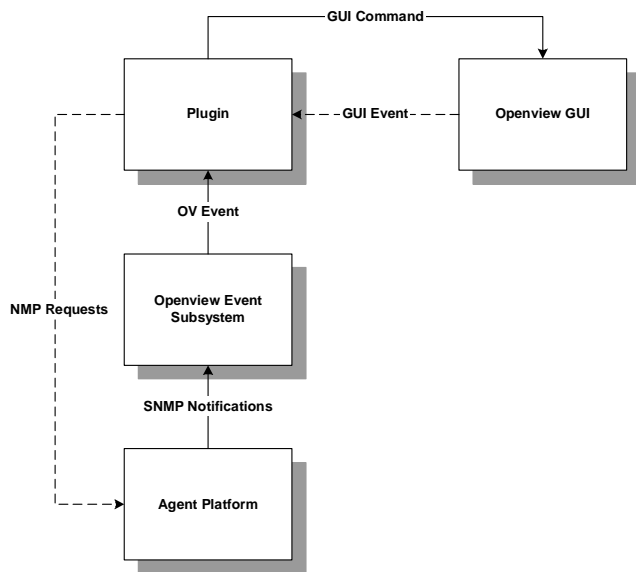 GUI Command
Plugin
GUI Event
Openview GUI
OV Event
Openview Event
Subsystem
NMP Requests
SNMP Notifications
Agent Platform